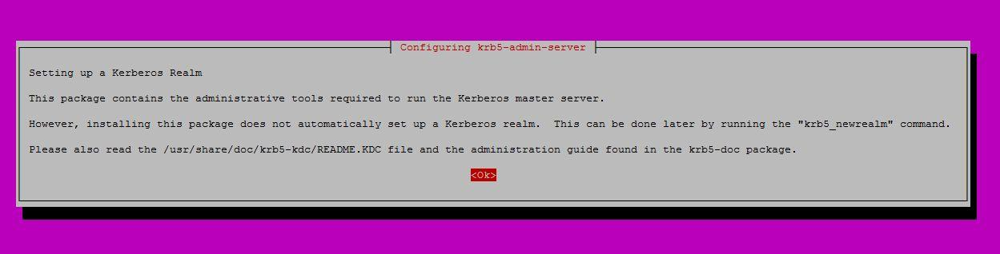 Configuring krb5-admin-server
Setting up a Kerberos Realm
This package contains the administrative tools required to run the Kerberos master server.
However, installing this package does not automatically set up a Kerberos realm.  This can be done later by running the "krb5_newrealm" command.
Please also read the /usr/share/doc/krb5-kdc/README.KDC file and the administration guide found in the krb5-doc package.
<Ok>